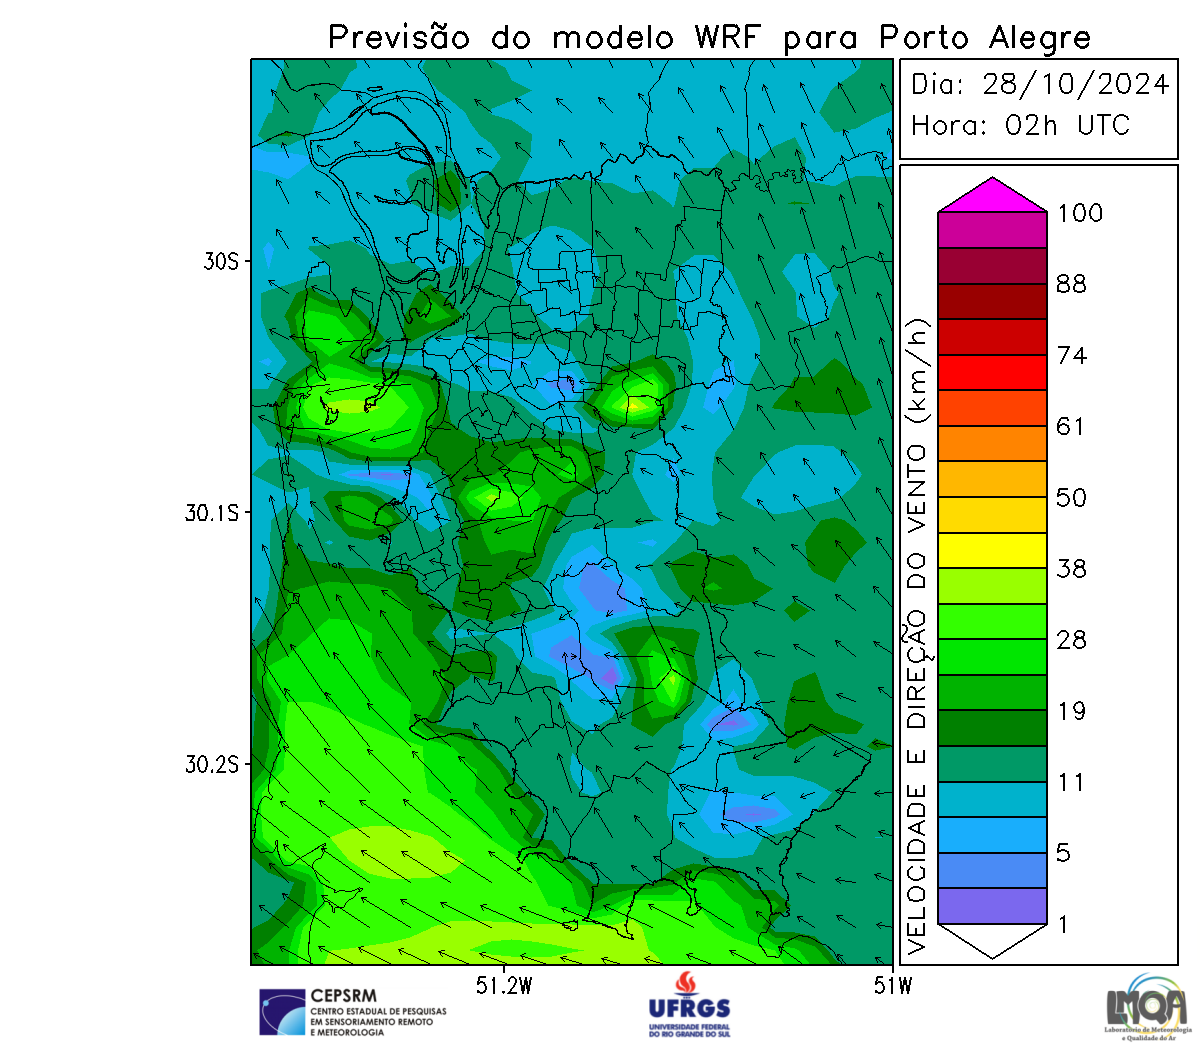 Previsão do modelo WRF para Porto Alegre
Dia: 28/10/2024
Hora: 02h UTC
VELOCIDADE E DIREÇÃO DO VENTO (km/h)
100
88
74
61
50
38
28
19
11
5
1
30S
30.1S
30.2S
51.2W
51W
CEPSRM
CENTRO ESTADUAL DE PESQUISAS
EM SENSORIAMENTO REMOTO
E METEOROLOGIA
UFRGS
UNIVERSIDADE FEDERAL
DO RIO GRANDE DO SUL
LMQA
Laboratório de Meteorologia
e Qualidade do Ar